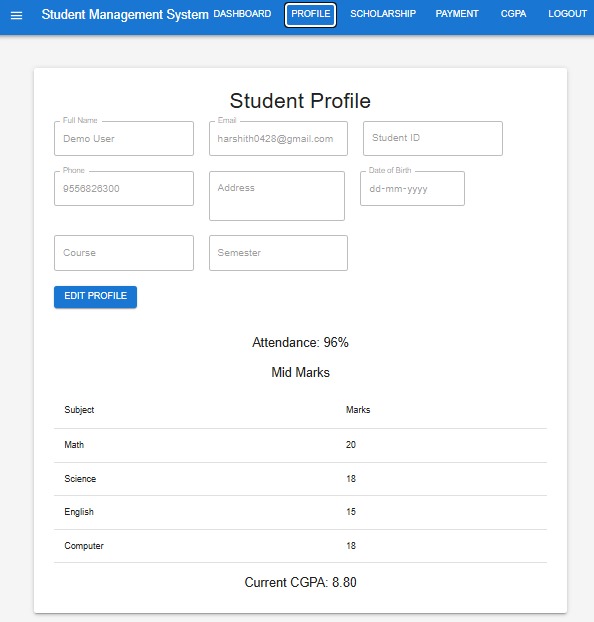 Student Management System DASHBOARD PROFILE SCHOLARSHIP PAYMENT CGPA LOGOUT
Student Profile
Full Name Email
Demo User harshith0428@gmail.com Student ID
Phone Date of Birth
9556826300 Address dd-mm-yyyy
Course Semester
EDIT PROFILE
Attendance: 96%
Mid Marks
Subject Marks
Math 20
Science 18
English 15
Computer 18
Current CGPA: 8.80